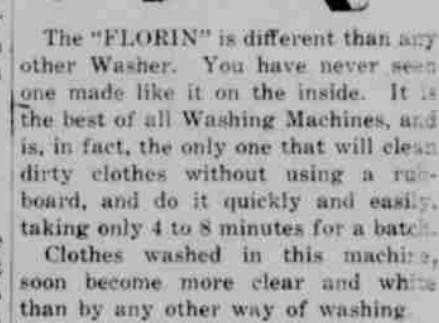 The "FLORIN" is different than any
other Washer. You have never seen
one made like it on the inside. It is
the best of all Washing Machines, and
is, in fact, the only one that will clean
dirty clothes without using a rub-
board, and do it quickly and easily,
taking only 4 to 8 minutes for a batch.
Clothes washed in this machine,
soon become more clear and white
than by any other way of washing